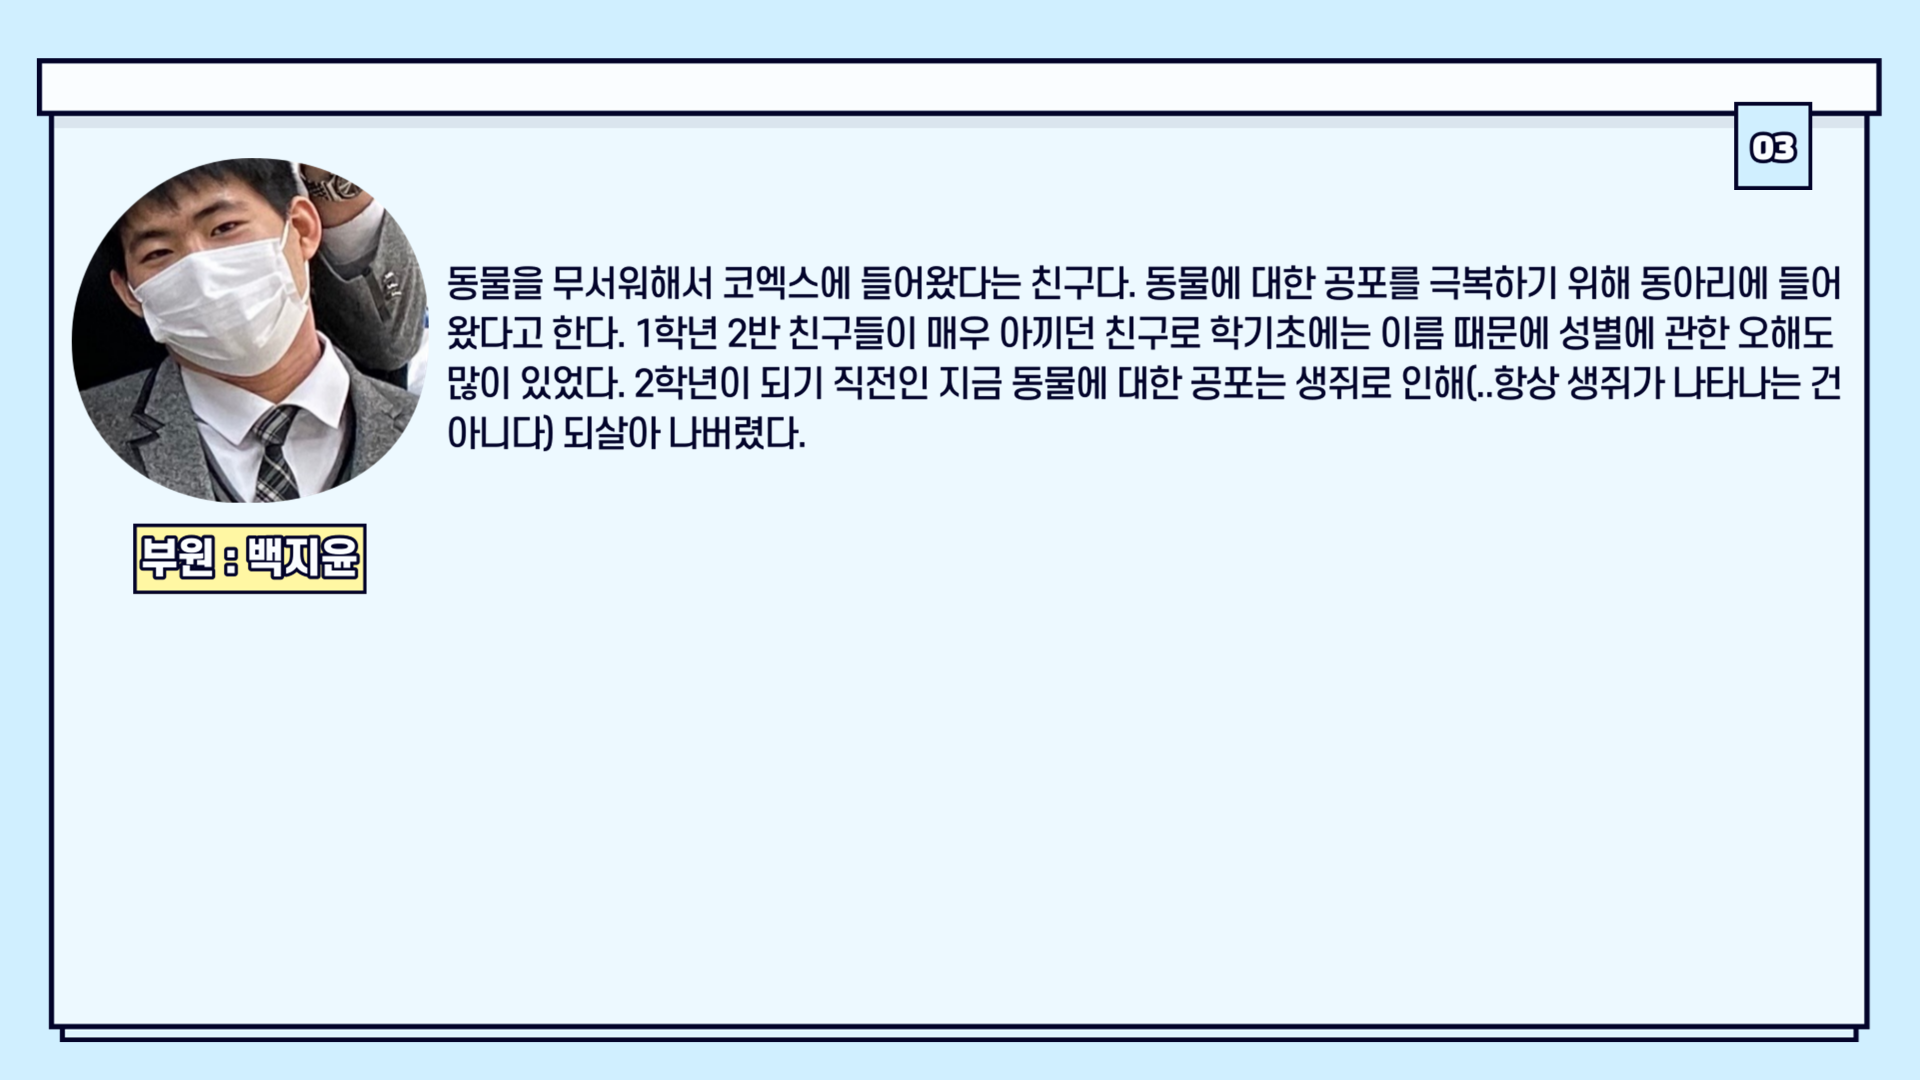 03
동물을 무서워해서 코엑스에 들어왔다는 친구다. 동물에 대한 공포를 극복하기 위해 동아리에 들어
왔다고 한다. 1학년 2반 친구들이 매우 아끼던 친구로 학기초에는 이름 때문에 성별에 관한 오해도
많이 있었다. 2학년이 되기 직전인 지금 동물에 대한 공포는 생쥐로 인해(..항상 생쥐가 나타나는 건
아니다) 되살아 나버렸다.
부원 : 백지윤